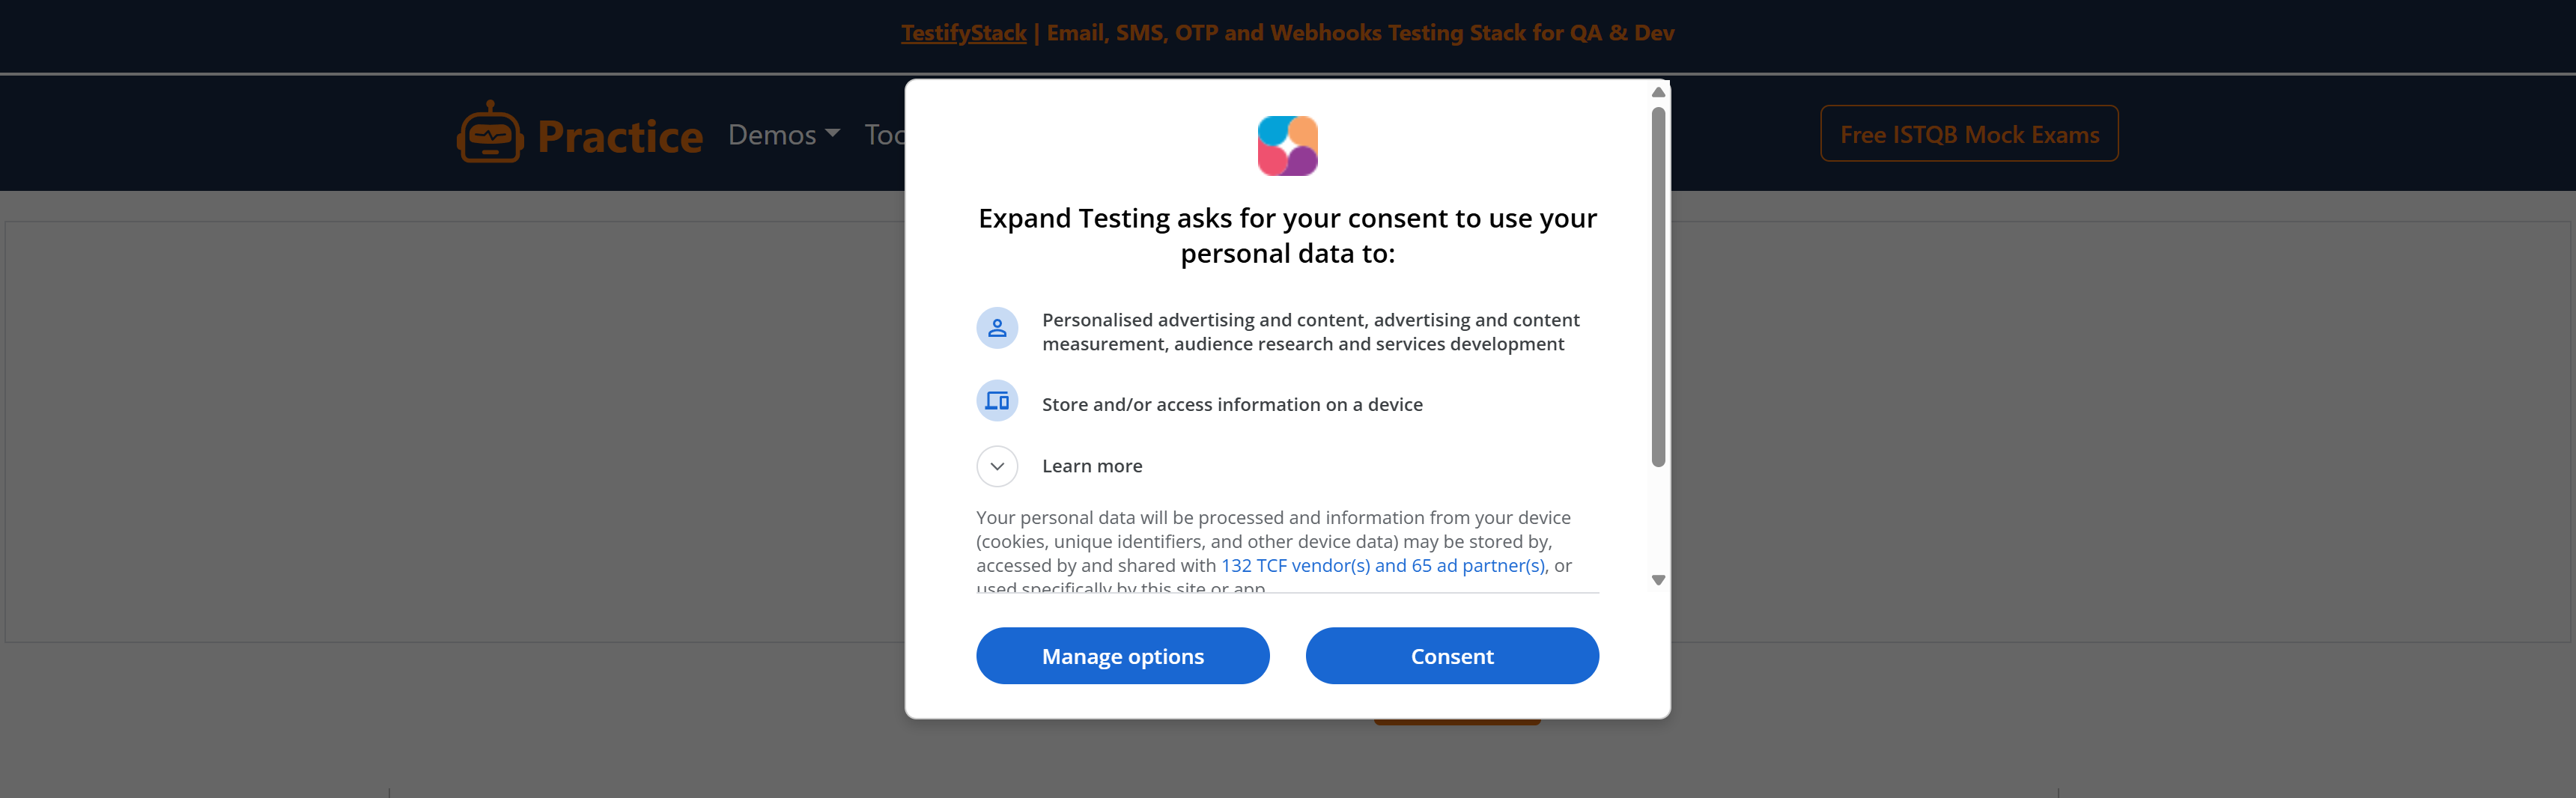 TestifyStack | Email, SMS, OTP and Webhooks Testing Stack for QA & Dev
Practice Demos Too Free ISTQB Mock Exams
Expand Testing asks for your consent to use your
personal data to:
Personalised advertising and content, advertising and content
measurement, audience research and services development
Store and/or access information on a device
Learn more
Your personal data will be processed and information from your device
(cookies, unique identifiers, and other device data) may be stored by,
accessed by and shared with 132 TCF vendor(s) and 65 ad partner(s), or
used specifically by this site or app.
Manage options Consent